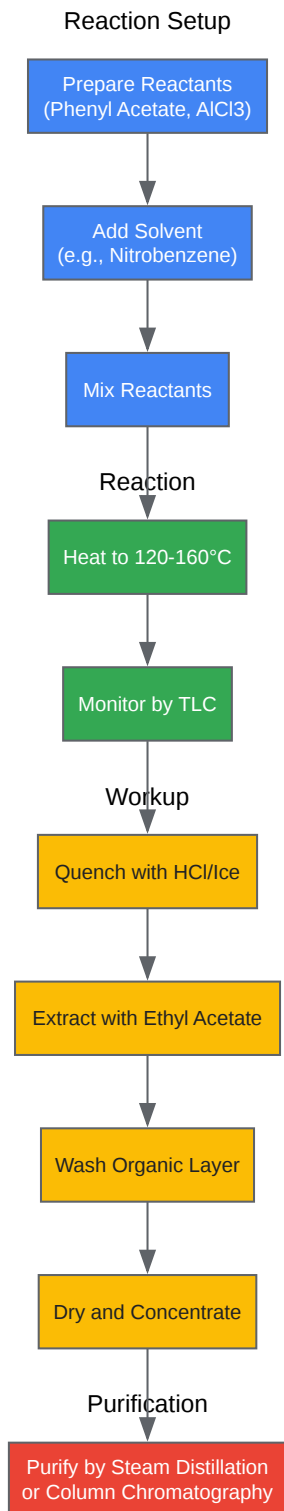 Reaction Setup
Prepare Reactants
(Phenyl Acetate, AlCl3)
Add Solvent
(e.g., Nitrobenzene)
Mix Reactants
Reaction
Heat to 120-160°C
Monitor by TLC
Workup
Quench with HCl/Ice
Extract with Ethyl Acetate
Wash Organic Layer
Dry and Concentrate
Purification
Purify by Steam Distillation
or Column Chromatography